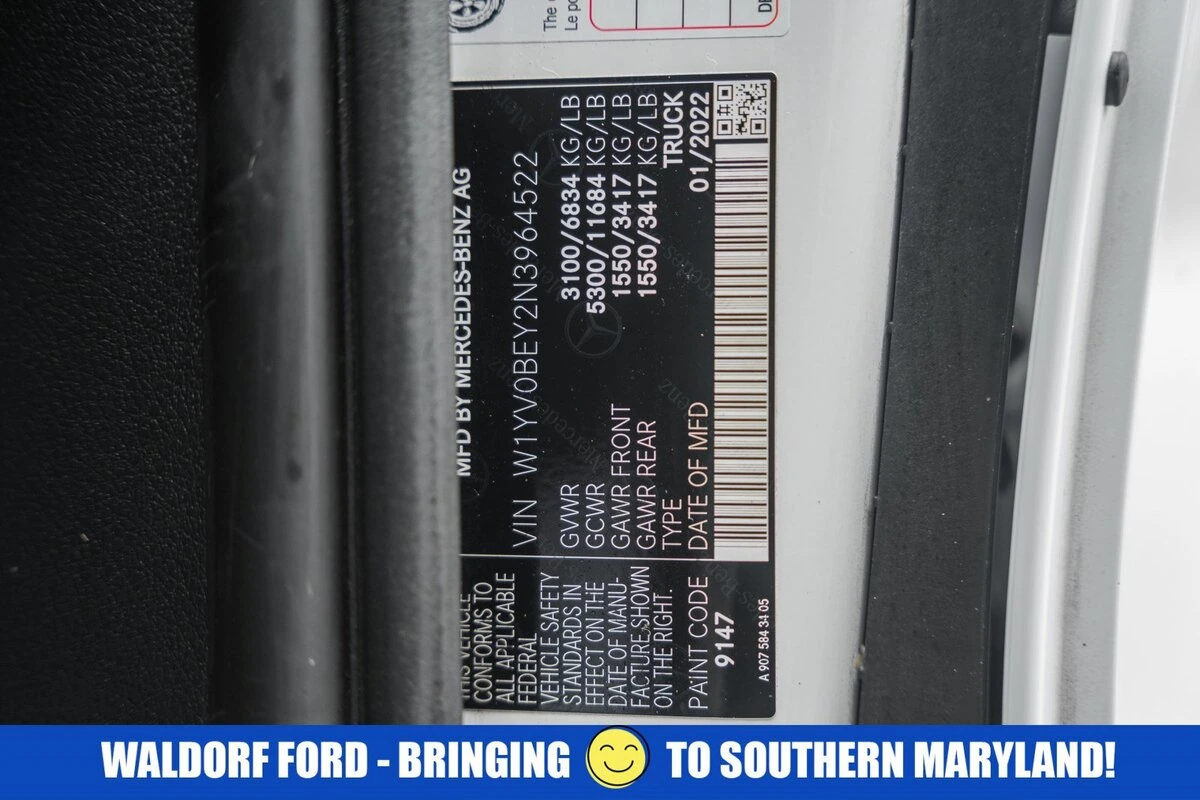 The
Le po
DE
MFD BY MERCEDES-BENZ AG
VIN W1YV0BEY2N3964522
GVWR 3100/6834 KG/LB
GCWR 5300/11684 KG/LB
GAWR FRONT 1550/3417 KG/LB
GAWR REAR 1550/3417 KG/LB
TYPE TRUCK
DATE OF MFD 01/2022
THIS VEHICLE
CONFORMS TO
ALL APPLICABLE
FEDERAL
VEHICLE SAFETY
STANDARDS IN
EFFECT ON THE
DATE OF MANU-
FACTURE SHOWN
ON THE RIGHT.
PAINT CODE
9147
A 907 584 34 05
WALDORF FORD - BRINGING TO SOUTHERN MARYLAND!